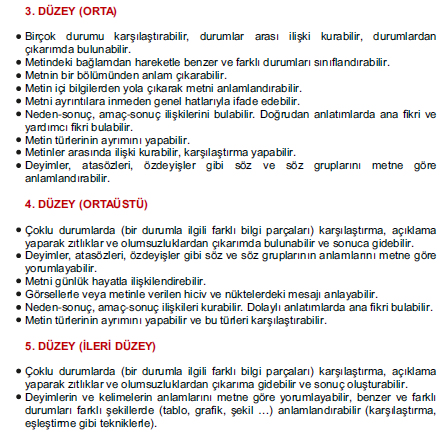 3. DÜZEY (ORTA)
● Birçok durumu karşılaştırabilir, durumlar arası ilişki kurabilir, durumlardan
çıkarımda bulunabilir.
● Metindeki bağlamdan hareketle benzer ve farklı durumları sınıflandırabilir.
● Metnin bir bölümünden anlam çıkarabilir.
● Metin içi bilgilerden yola çıkarak metni anlamlandırabilir.
● Metni ayrıntılara inmeden genel hatlarıyla ifade edebilir.
● Neden-sonuç, amaç-sonuç ilişkilerini bulabilir. Doğrudan anlatımlarda ana fikri ve
yardımcı fikri bulabilir.
● Metin türlerinin ayrımını yapabilir.
● Metinler arasında ilişki kurabilir, karşılaştırma yapabilir.
● Deyimler, atasözleri, özdeyişler gibi söz ve söz gruplarını metne göre
anlamlandırabilir.
4. DÜZEY (ORTAÜSTÜ)
● Çoklu durumlarda (bir durumla ilgili farklı bilgi parçaları) karşılaştırma, açıklama
yaparak zıtlıklar ve olumsuzluklardan çıkarımda bulunabilir ve sonuca gidebilir.
● Deyimler, atasözleri, özdeyişler gibi söz ve söz gruplarının anlamlarını metne göre
yorumlayabilir.
● Metni günlük hayatla ilişkilendirebilir.
● Görsellerle veya metinle verilen hiciv ve nüktelerdeki mesajı anlayabilir.
● Neden-sonuç, amaç-sonuç ilişkileri kurabilir. Dolaylı anlatımlarda ana fikri bulabilir.
● Metin türlerinin ayrımını yapabilir ve bu türleri karşılaştırabilir.
5. DÜZEY (İLERİ DÜZEY)
● Çoklu durumlarda (bir durumla ilgili farklı bilgi parçaları) karşılaştırma, açıklama
yaparak zıtlıklar ve olumsuzluklardan çıkarıma gidebilir ve sonuç oluşturabilir.
● Deyimlerin ve kelimelerin anlamlarını metne göre yorumlayabilir, benzer ve farklı
durumları farklı şekillerde (tablo, grafik, şekil ...) anlamlandırabilir (karşılaştırma,
eşleştirme gibi tekniklerle).